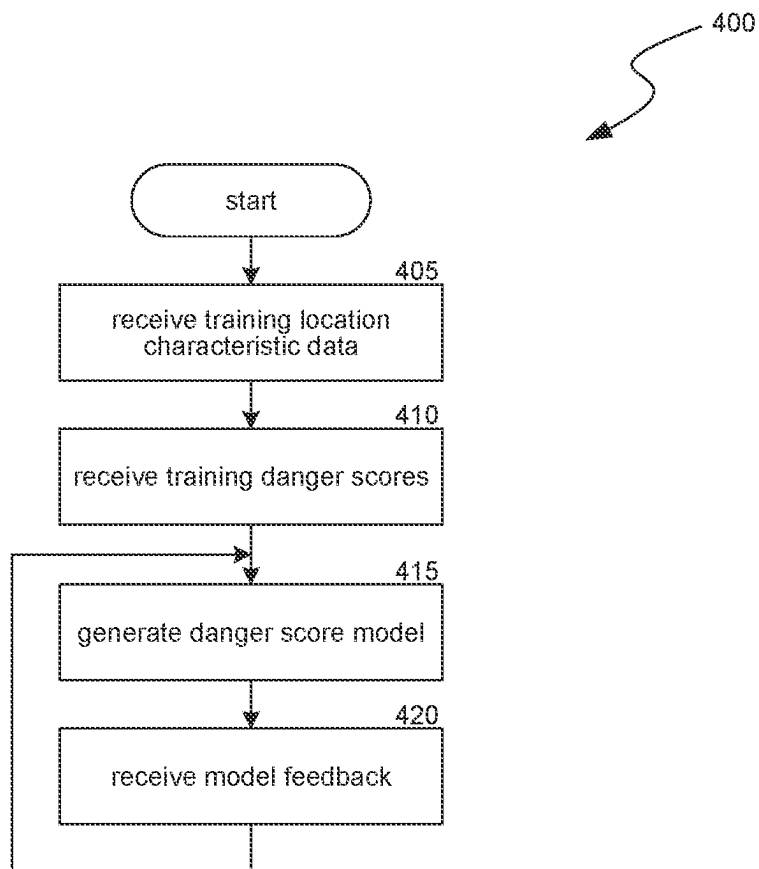 400
start
405
receive training location
characteristic data
410
receive training danger scores
415
generate danger score model
420
receive model feedback